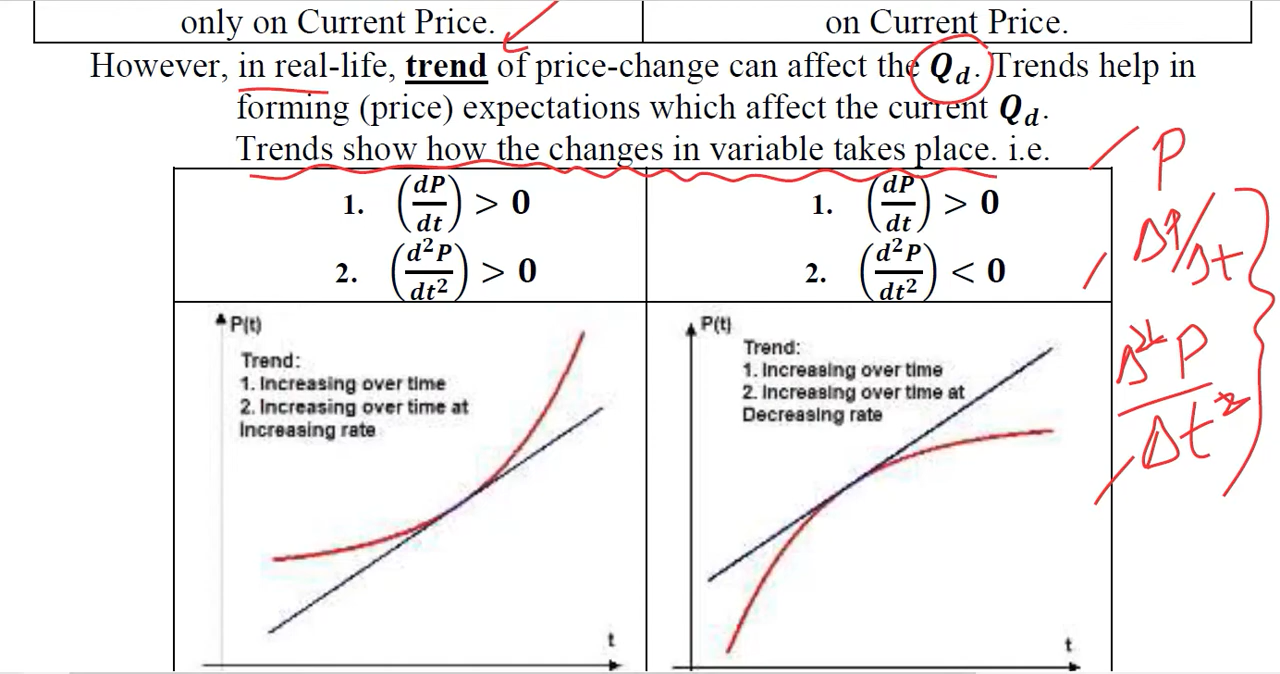 only on Current Price.
on Current Price.
However, in real-life, trend of price-change can affect the Q_d. Trends help in
forming (price) expectations which affect the current Q_d.
Trends show how the changes in variable takes place. i.e.
1. (dP/dt) > 0
2. (d²P/dt²) > 0
1. (dP/dt) > 0
2. (d²P/dt²) < 0
P
ΔP/Δt
Δ²P
Δt²
P(t)
Trend:
1. Increasing over time
2. Increasing over time at
Increasing rate
t
P(t)
Trend:
1. Increasing over time
2. Increasing over time at
Decreasing rate
t